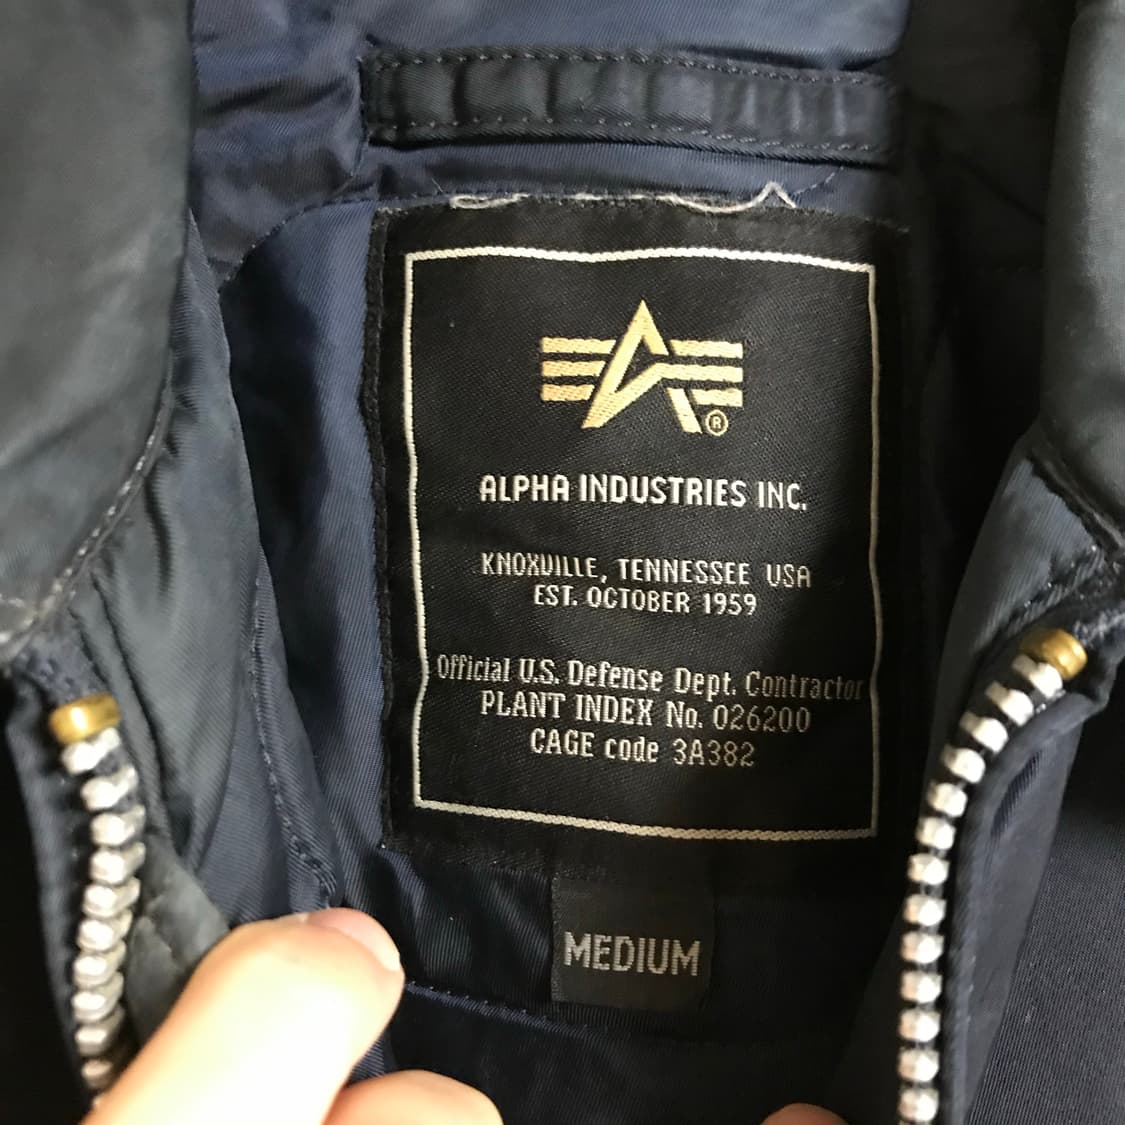 ®
ALPHA INDUSTRIES INC.
KNOXVILLE, TENNESSEE USA
EST. OCTOBER 1959
Official U.S. Defense Dept. Contractor
PLANT INDEX No. 026200
CAGE code 3A382
MEDIUM